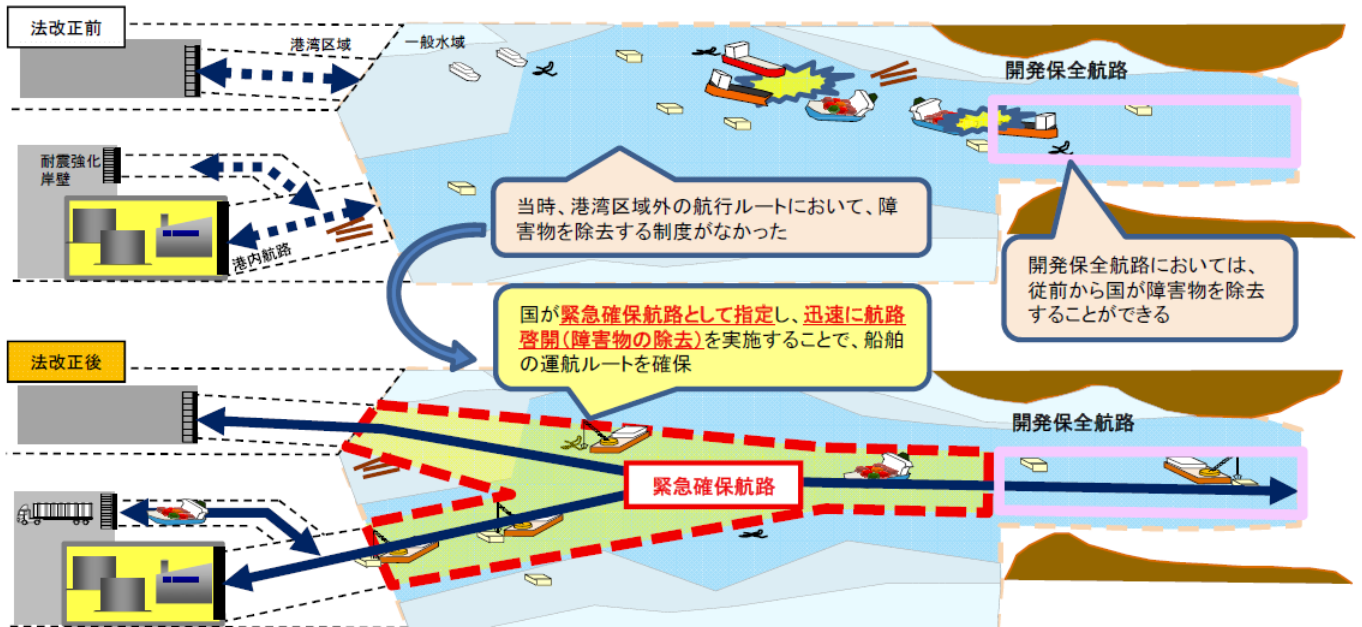 法改正前
港湾区域
一般水域
開発保全航路
耐震強化
岸壁
港内航路
当時、港湾区域外の航行ルートにおいて、障
害物を除去する制度がなかった
開発保全航路においては、
従前から国が障害物を除去
することができる
国が緊急確保航路として指定し、迅速に航路
啓開(障害物の除去)を実施することで、船舶
の運航ルートを確保
法改正後
開発保全航路
緊急確保航路